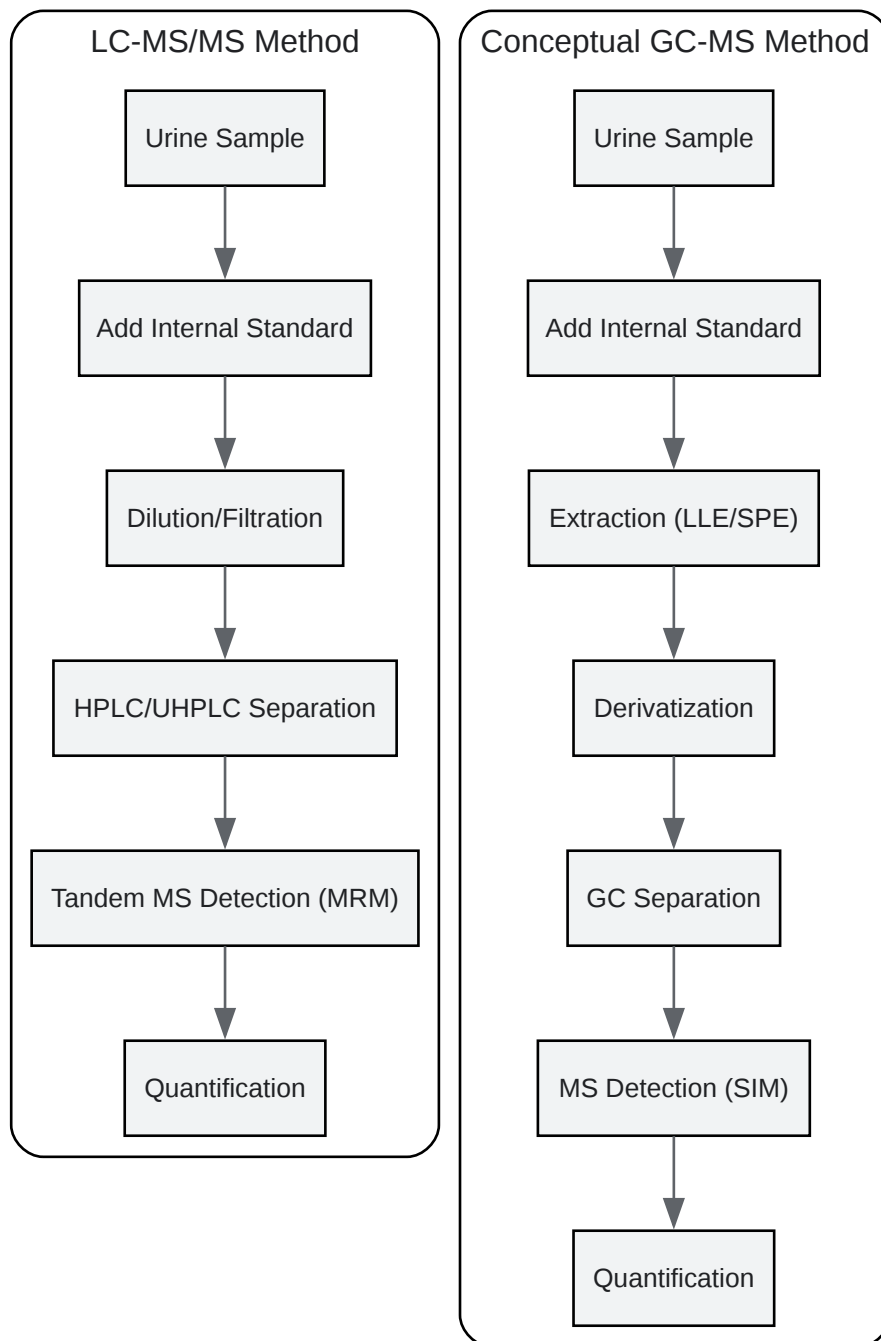 LC-MS/MS Method
Urine Sample
Add Internal Standard
Dilution/Filtration
HPLC/UHPLC Separation
Tandem MS Detection (MRM)
Quantification
Conceptual GC-MS Method
Urine Sample
Add Internal Standard
Extraction (LLE/SPE)
Derivatization
GC Separation
MS Detection (SIM)
Quantification